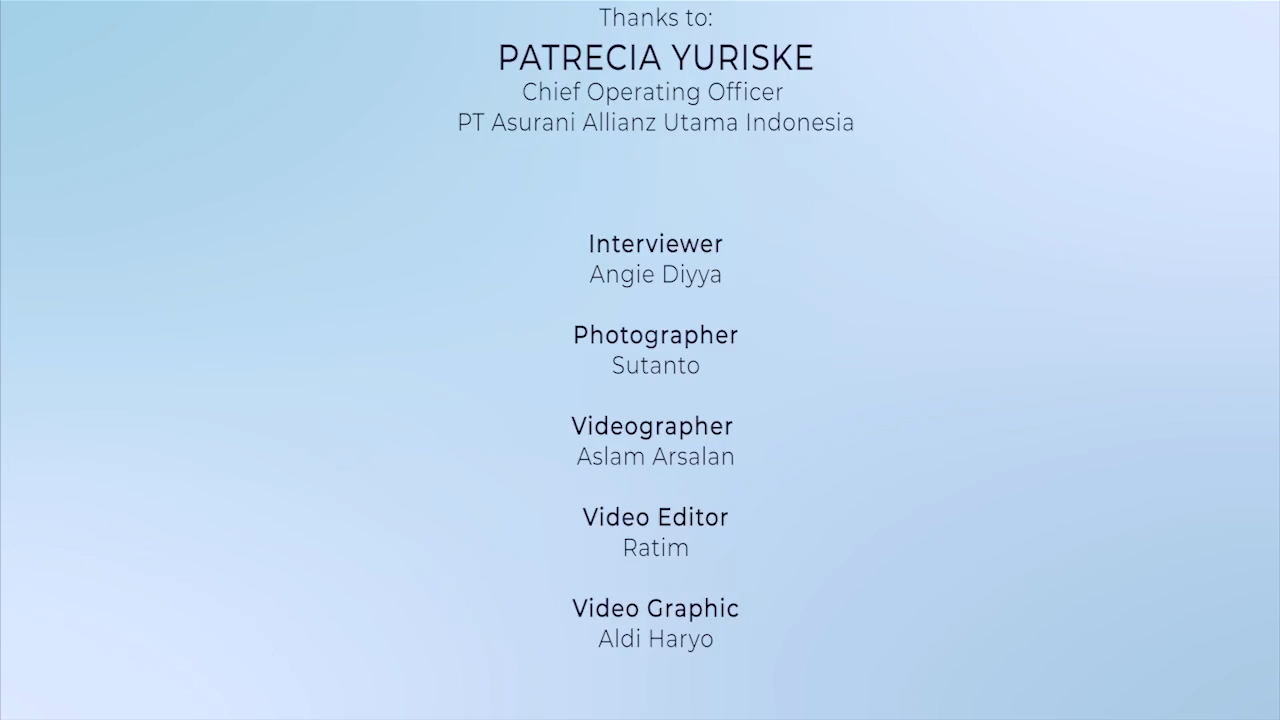 Thanks to:
PATRECIA YURISKE
Chief Operating Officer
PT Asurani Allianz Utama Indonesia
Interviewer
Angie Diyya
Photographer
Sutanto
Videographer
Aslam Arsalan
Video Editor
Ratim
Video Graphic
Aldi Haryo